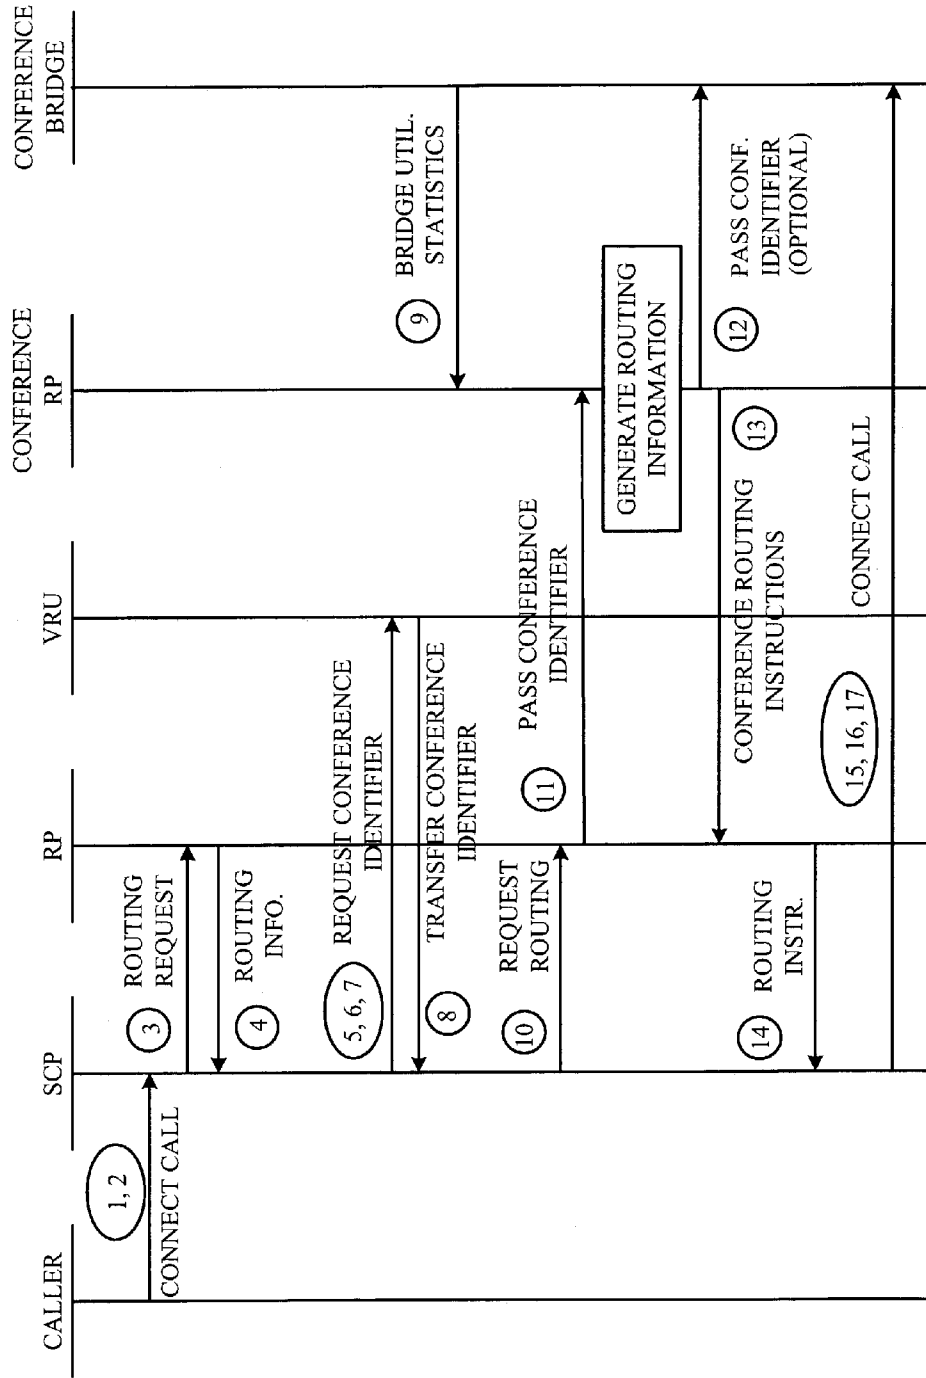 CALLER
SCP
RP
VRU
CONFERENCE
RP
CONFERENCE
BRIDGE
1, 2
CONNECT CALL
3
ROUTING
REQUEST
4
ROUTING
INFO.
5, 6, 7
REQUEST CONFERENCE
IDENTIFIER
8
TRANSFER CONFERENCE
IDENTIFIER
9
BRIDGE UTIL.
STATISTICS
10
REQUEST
ROUTING
11
PASS CONFERENCE
IDENTIFIER
GENERATE ROUTING
INFORMATION
12
PASS CONF.
IDENTIFIER
(OPTIONAL)
13
CONFERENCE ROUTING
INSTRUCTIONS
14
ROUTING
INSTR.
15, 16, 17
CONNECT CALL